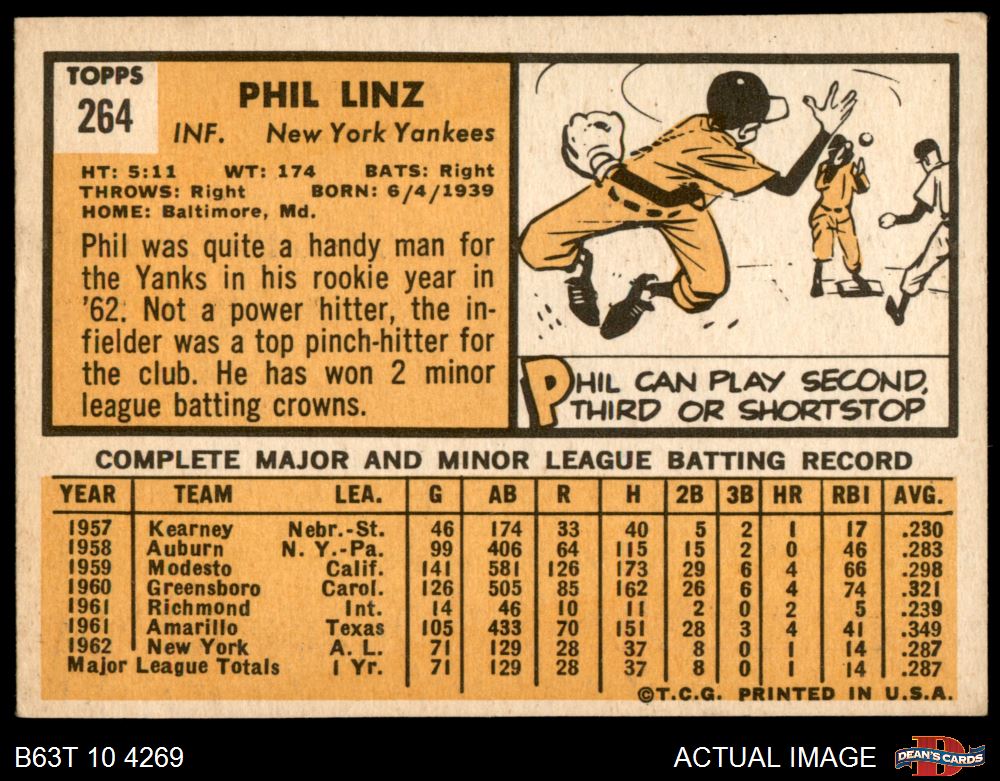 TOPPS
264
PHIL LINZ
INF. New York Yankees
HT: 5:11 WT: 174 BATS: Right
THROWS: Right BORN: 6/4/1939
HOME: Baltimore, Md.
Phil was quite a handy man for
the Yanks in his rookie year in
'62. Not a power hitter, the in-
fielder was a top pinch-hitter for
the club. He has won 2 minor
league batting crowns.
PHIL CAN PLAY SECOND,
THIRD OR SHORTSTOP
COMPLETE MAJOR AND MINOR LEAGUE BATTING RECORD
YEAR TEAM LEA. G AB R H 2B 3B HR RBI AVG.
1957 Kearney Nebr.-St. 46 174 33 40 5 2 1 17 .230
1958 Auburn N. Y.-Pa. 99 406 64 115 15 2 0 46 .283
1959 Modesto Calif. 141 581 126 173 29 6 4 66 .298
1960 Greensboro Carol. 126 505 85 162 26 6 4 74 .321
1961 Richmond Int. 14 46 10 11 2 0 2 5 .239
1961 Amarillo Texas 105 433 70 151 28 3 4 41 .349
1962 New York A. L. 71 129 28 37 8 0 1 14 .287
Major League Totals 1 Yr. 71 129 28 37 8 0 1 14 .287
©T.C.G. PRINTED IN U.S.A.
B63T 10 4269
ACTUAL IMAGE
D
DEAN'S CARDS